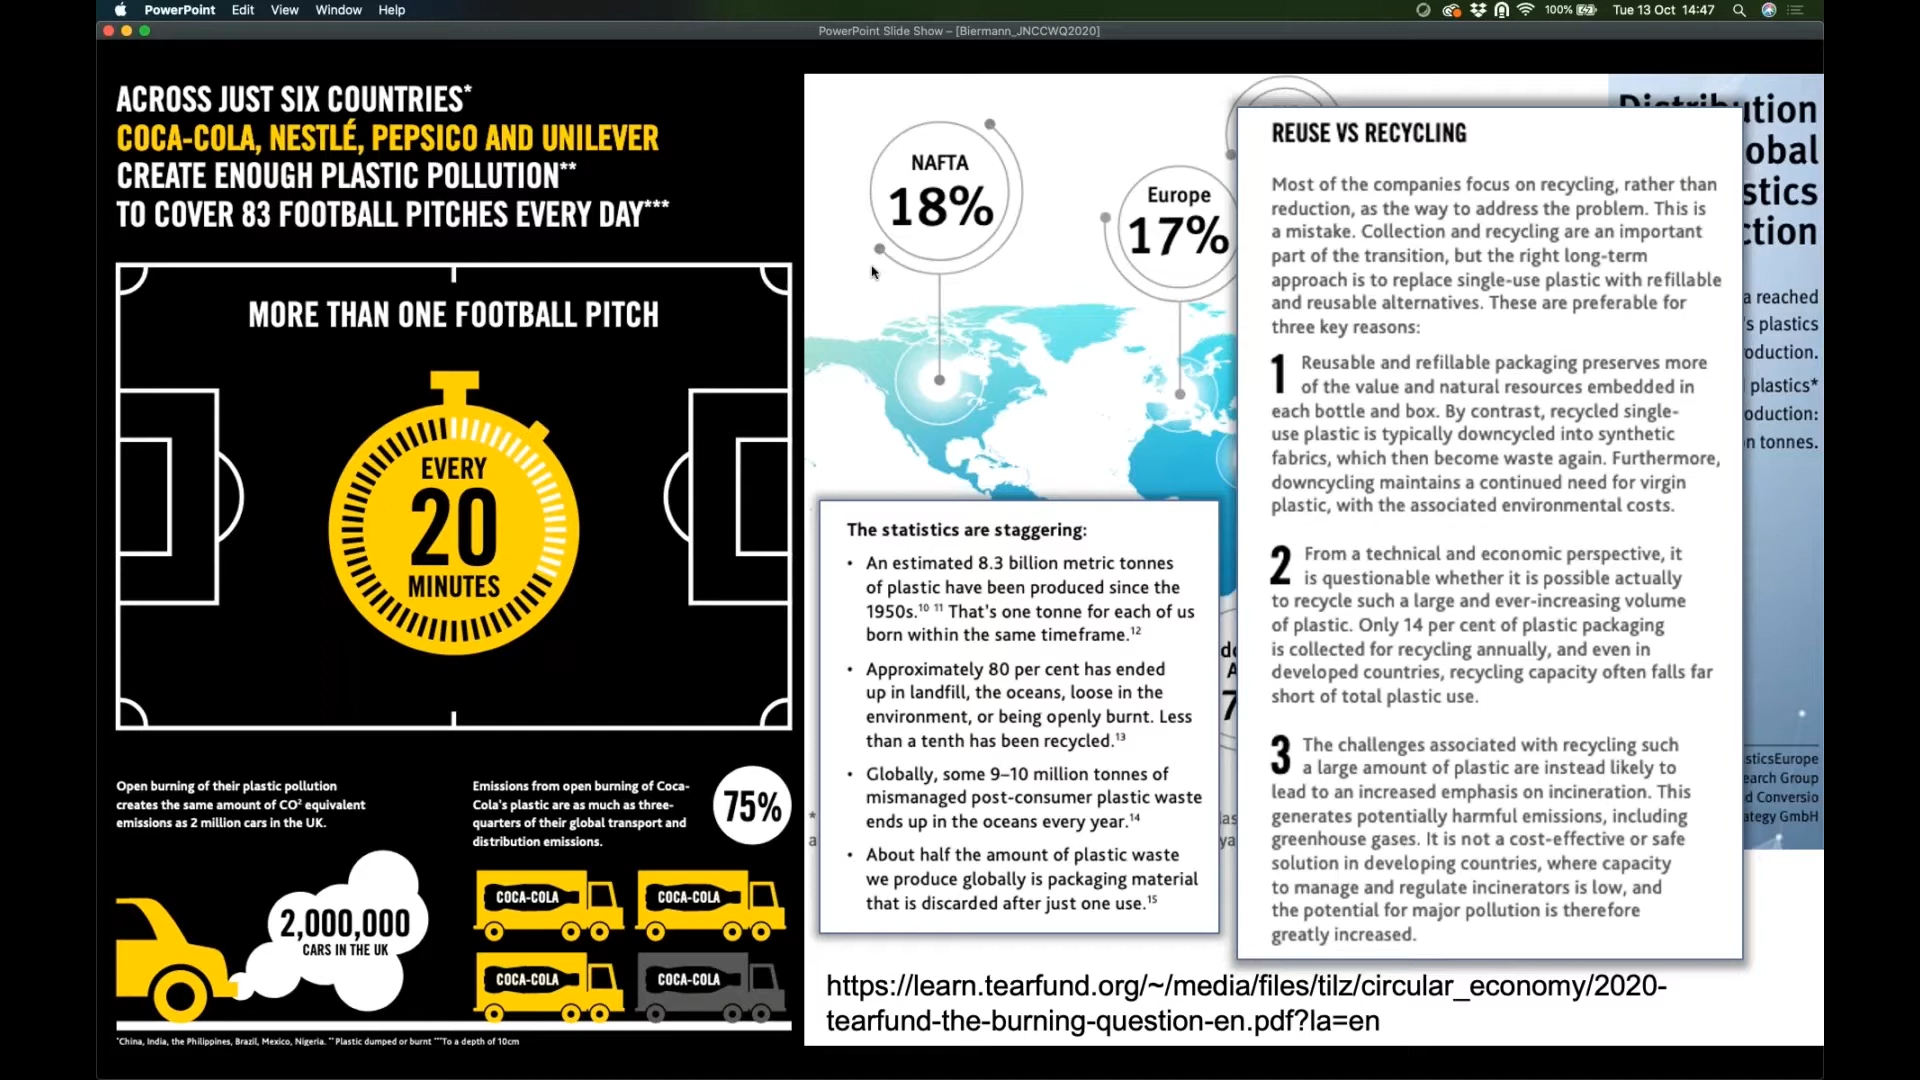 PowerPoint Edit View Window Help
100% Tue 13 Oct 14:47
PowerPoint Slide Show – [Biermann_JNCCWQ2020]
ACROSS JUST SIX COUNTRIES*
COCA-COLA, NESTLÉ, PEPSICO AND UNILEVER
CREATE ENOUGH PLASTIC POLLUTION**
TO COVER 83 FOOTBALL PITCHES EVERY DAY***
MORE THAN ONE FOOTBALL PITCH
EVERY
20
MINUTES
Open burning of their plastic pollution
creates the same amount of CO² equivalent
emissions as 2 million cars in the UK.
2,000,000
CARS IN THE UK
Emissions from open burning of Coca-
Cola's plastic are as much as three-
quarters of their global transport and
distribution emissions.
75%
COCA-COLA
COCA-COLA
COCA-COLA
COCA-COLA
*China, India, the Philippines, Brazil, Mexico, Nigeria. **Plastic dumped or burnt ***To a depth of 10cm
NAFTA
18%
Europe
17%
The statistics are staggering:
• An estimated 8.3 billion metric tonnes
of plastic have been produced since the
1950s.¹⁰ ¹¹ That's one tonne for each of us
born within the same timeframe.¹²
• Approximately 80 per cent has ended
up in landfill, the oceans, loose in the
environment, or being openly burnt. Less
than a tenth has been recycled.¹³
• Globally, some 9–10 million tonnes of
mismanaged post-consumer plastic waste
ends up in the oceans every year.¹⁴
• About half the amount of plastic waste
we produce globally is packaging material
that is discarded after just one use.¹⁵
REUSE VS RECYCLING
Most of the companies focus on recycling, rather than
reduction, as the way to address the problem. This is
a mistake. Collection and recycling are an important
part of the transition, but the right long-term
approach is to replace single-use plastic with refillable
and reusable alternatives. These are preferable for
three key reasons:
1 Reusable and refillable packaging preserves more
of the value and natural resources embedded in
each bottle and box. By contrast, recycled single-
use plastic is typically downcycled into synthetic
fabrics, which then become waste again. Furthermore,
downcycling maintains a continued need for virgin
plastic, with the associated environmental costs.
2 From a technical and economic perspective, it
is questionable whether it is possible actually
to recycle such a large and ever-increasing volume
of plastic. Only 14 per cent of plastic packaging
is collected for recycling annually, and even in
developed countries, recycling capacity often falls far
short of total plastic use.
3 The challenges associated with recycling such
a large amount of plastic are instead likely to
lead to an increased emphasis on incineration. This
generates potentially harmful emissions, including
greenhouse gases. It is not a cost-effective or safe
solution in developing countries, where capacity
to manage and regulate incinerators is low, and
the potential for major pollution is therefore
greatly increased.
reached
plastics
plastics*
tonnes.
GmbH
https://learn.tearfund.org/~/media/files/tilz/circular_economy/2020-
tearfund-the-burning-question-en.pdf?la=en